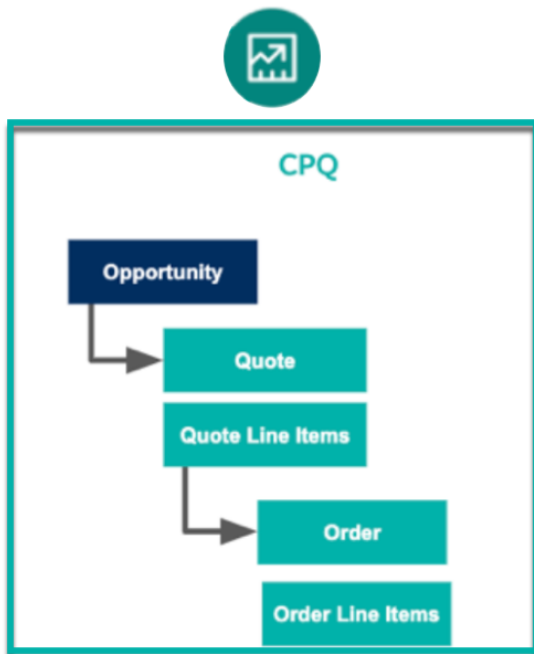 CPQ
Opportunity
Quote
Quote Line Items
Order
Order Line Items